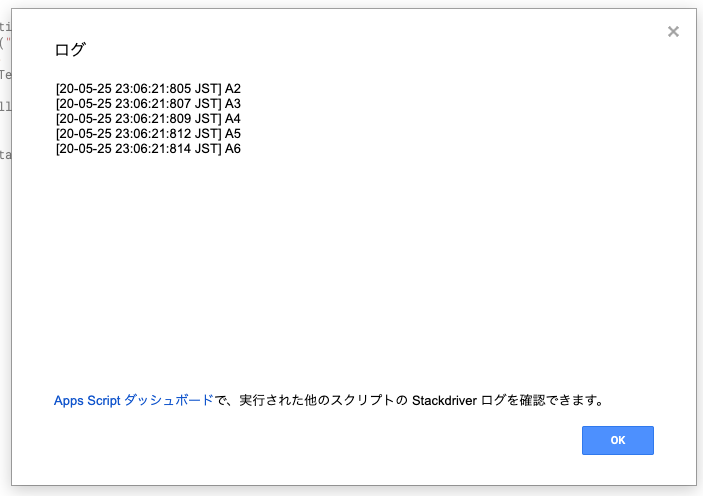 ログ
[20-05-25 23:06:21:805 JST] A2
[20-05-25 23:06:21:807 JST] A3
[20-05-25 23:06:21:809 JST] A4
[20-05-25 23:06:21:812 JST] A5
[20-05-25 23:06:21:814 JST] A6
Apps Script ダッシュボードで、実行された他のスクリプトの Stackdriver ログを確認できます。
OK